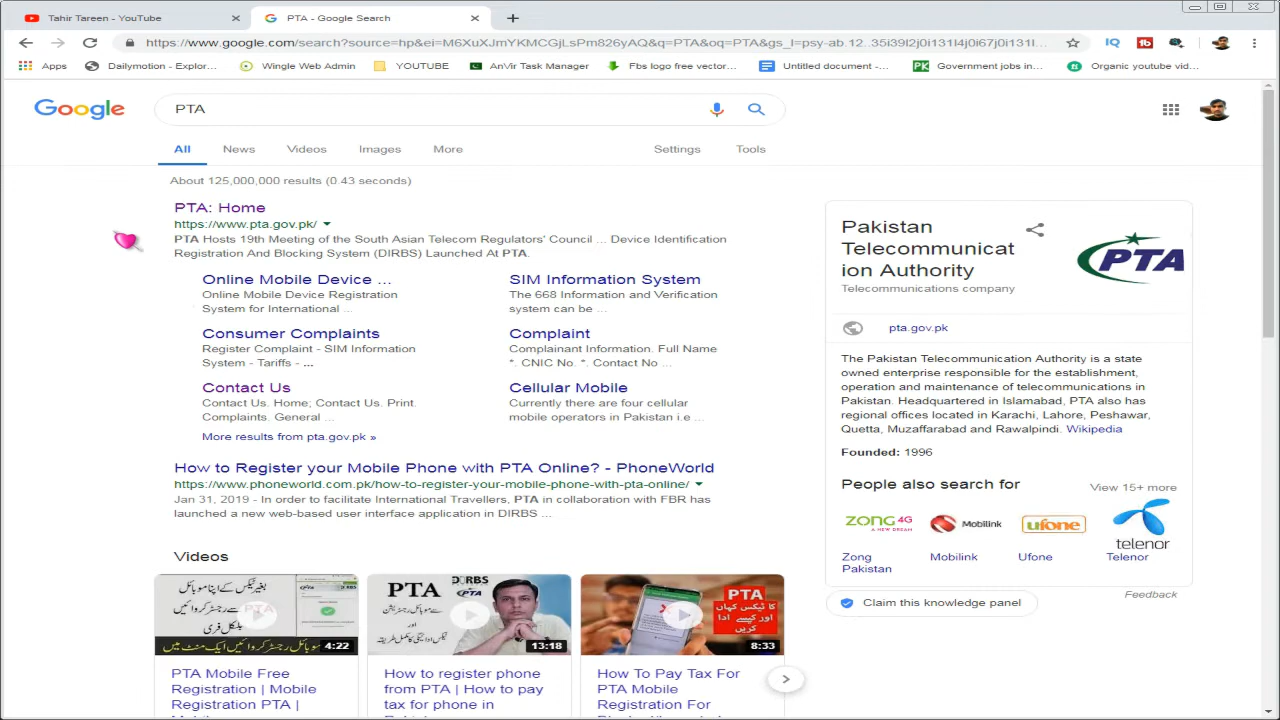 Tahir Tareen - YouTube
PTA - Google Search
https://www.google.com/search?source=hp&ei=
Apps
Dailymotion - Explor...
Wingle Web Admin
YOUTUBE
AnVir Task Manager
Fbs logo free vector...
Untitled document -...
Government jobs in...
Organic youtube vid...
Google
PTA
All
News
Videos
Images
More
Settings
Tools
About 125,000,000 results (0.43 seconds)
PTA: Home
https://www.pta.gov.pk/
PTA Hosts 19th Meeting of the South Asian Telecom Regulators' Council ... Device Identification
Registration And Blocking System (DIRBS) Launched At PTA.
Online Mobile Device ...
Online Mobile Device Registration
System for International ...
SIM Information System
The 668 Information and Verification
system can be ...
Consumer Complaints
Register Complaint - SIM Information
System - Tariffs - ...
Complaint
Complainant Information. Full Name
*. CNIC No. *. Contact No ...
Contact Us
Contact Us. Home; Contact Us. Print.
Complaints. General ...
Cellular Mobile
Currently there are four cellular
mobile operators in Pakistan i.e ...
More results from pta.gov.pk »
How to Register your Mobile Phone with PTA Online? - PhoneWorld
https://www.phoneworld.com.pk/how-to-register-your-mobile-phone-with-pta-online/
Jan 31, 2019 - In order to facilitate International Travellers, PTA in collaboration with FBR has
launched a new web-based user interface application in DIRBS ...
Videos
4:22
PTA
DIRBS
PTA
13:18
PTA
کا ٹیکس کہاں
اور کیسے ادا
کریں
8:33
PTA Mobile Free
Registration | Mobile
Registration PTA |
How to register phone
from PTA | How to pay
tax for phone in
How To Pay Tax For
PTA Mobile
Registration For
Pakistan
Telecommunicat
ion Authority
Telecommunications company
PTA
pta.gov.pk
The Pakistan Telecommunication Authority is a state
owned enterprise responsible for the establishment,
operation and maintenance of telecommunications in
Pakistan. Headquartered in Islamabad, PTA also has
regional offices located in Karachi, Lahore, Peshawar,
Quetta, Muzaffarabad and Rawalpindi. Wikipedia
Founded: 1996
People also search for
View 15+ more
ZONG 4G
A NEW DREAM
Mobilink
ufone
telenor
Zong
Pakistan
Mobilink
Ufone
Telenor
Feedback
Claim this knowledge panel